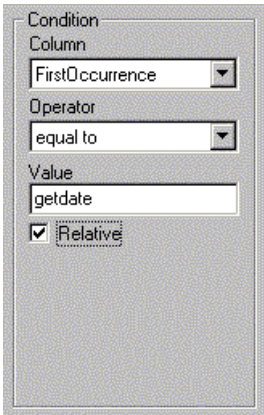 Condition
Column
FirstOccurrence
Operator
equal to
Value
getdate
Relative